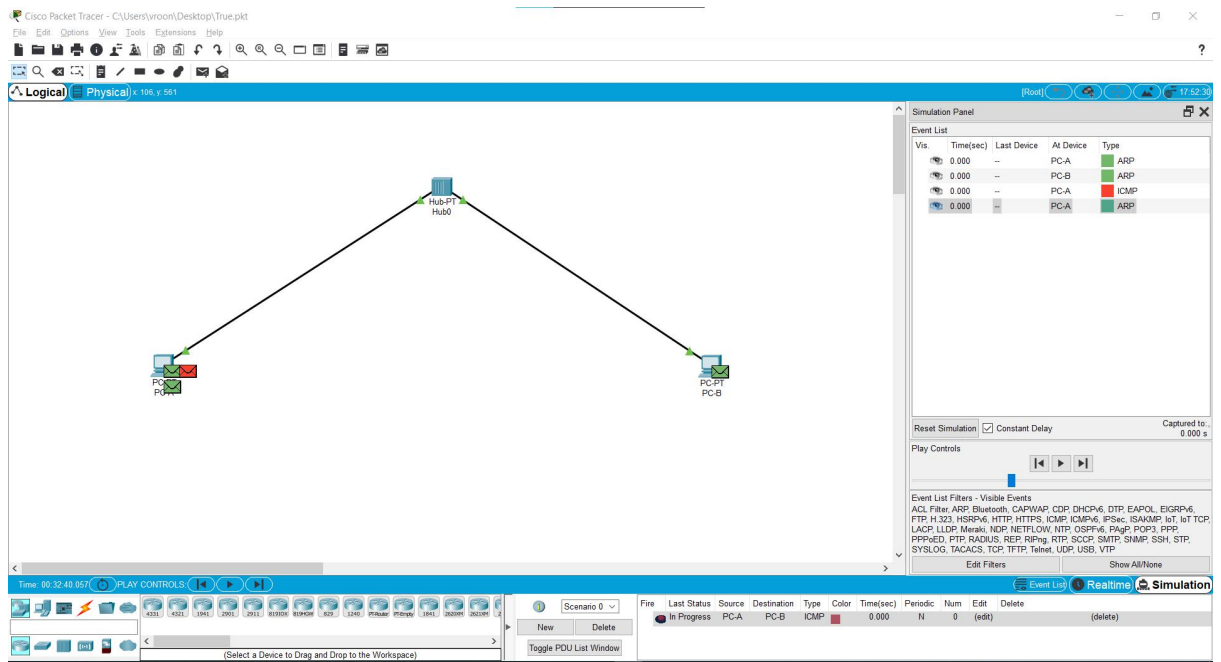 Cisco Packet Tracer - C:\Users\vroon\Desktop\True.pkt
File Edit Options View Tools Extensions Help
?
Logical Physical x: 106, y: 561 [Root] 17:52:30
Hub-PT
Hub0
PC-PT
PC-B
Simulation Panel
Event List
Vis. Time(sec) Last Device At Device Type
0.000 -- PC-A ARP
0.000 -- PC-B ARP
0.000 -- PC-A ICMP
0.000 -- PC-A ARP
Reset Simulation Constant Delay Captured to:
0.000 s
Play Controls
Event List Filters - Visible Events
ACL Filter, ARP, Bluetooth, CAPWAP, CDP, DHCPv6, DTP, EAPOL, EIGRPv6,
FTP, H.323, HSRPv6, HTTP, HTTPS, ICMP, ICMPv6, IPSec, ISAKMP, IoT, IoT TCP,
LACP, LLDP, Meraki, NDP, NETFLOW, NTP, OSPFv6, PAgP, POP3, PPP,
PPPoED, PTP, RADIUS, REP, RIPng, RTP, SCCP, SMTP, SNMP, SSH, STP,
SYSLOG, TACACS, TCP, TFTP, Telnet, UDP, USB, VTP
Edit Filters Show All/None
Time: 00:32:40.057 PLAY CONTROLS:
Event List Realtime Simulation
4331 4321 1941 2901 2911 819IOX 819HGW 829 1240 PT-Router PT-Empty 1841 2620XM 2621XM
(Select a Device to Drag and Drop to the Workspace)
Scenario 0
New Delete
Toggle PDU List Window
Fire Last Status Source Destination Type Color Time(sec) Periodic Num Edit Delete
In Progress PC-A PC-B ICMP 0.000 N 0 (edit) (delete)